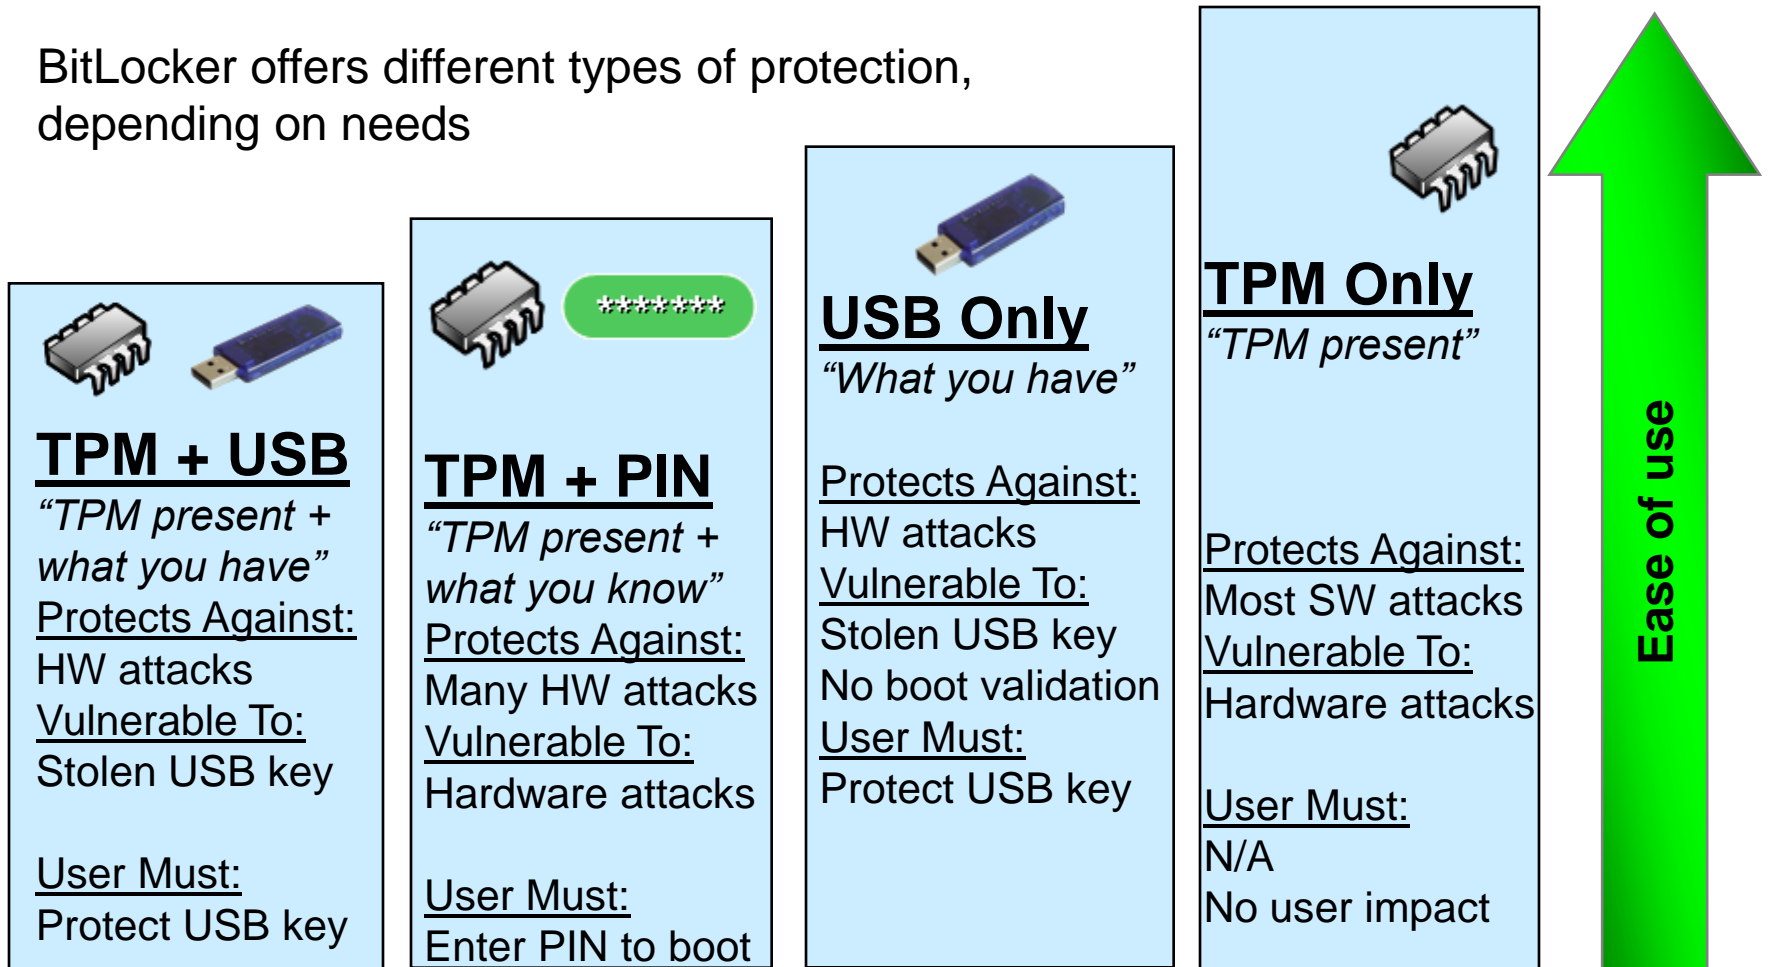 BitLocker offers different types of protection,
depending on needs
TPM + USB
“TPM present +
what you have”
Protects Against:
HW attacks
Vulnerable To:
Stolen USB key
User Must:
Protect USB key
*******
TPM + PIN
“TPM present +
what you know”
Protects Against:
Many HW attacks
Vulnerable To:
Hardware attacks
User Must:
Enter PIN to boot
USB Only
“What you have”
Protects Against:
HW attacks
Vulnerable To:
Stolen USB key
No boot validation
User Must:
Protect USB key
TPM Only
“TPM present”
Protects Against:
Most SW attacks
Vulnerable To:
Hardware attacks
User Must:
N/A
No user impact
Ease of use